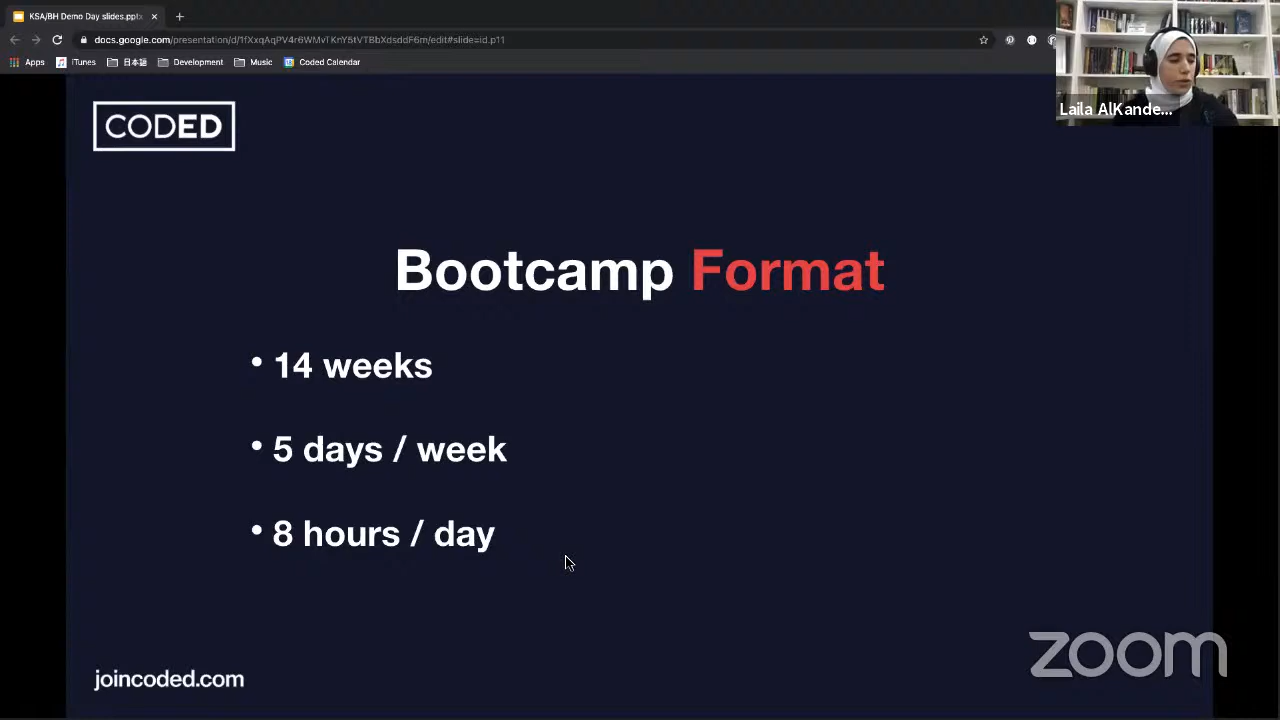 KSA/BH Demo Day slides.pptx
Apps
iTunes
日本語
Development
Music
Coded Calendar
Laila AlKande...
CODED
Bootcamp Format
• 14 weeks
• 5 days / week
• 8 hours / day
joincoded.com
zoom